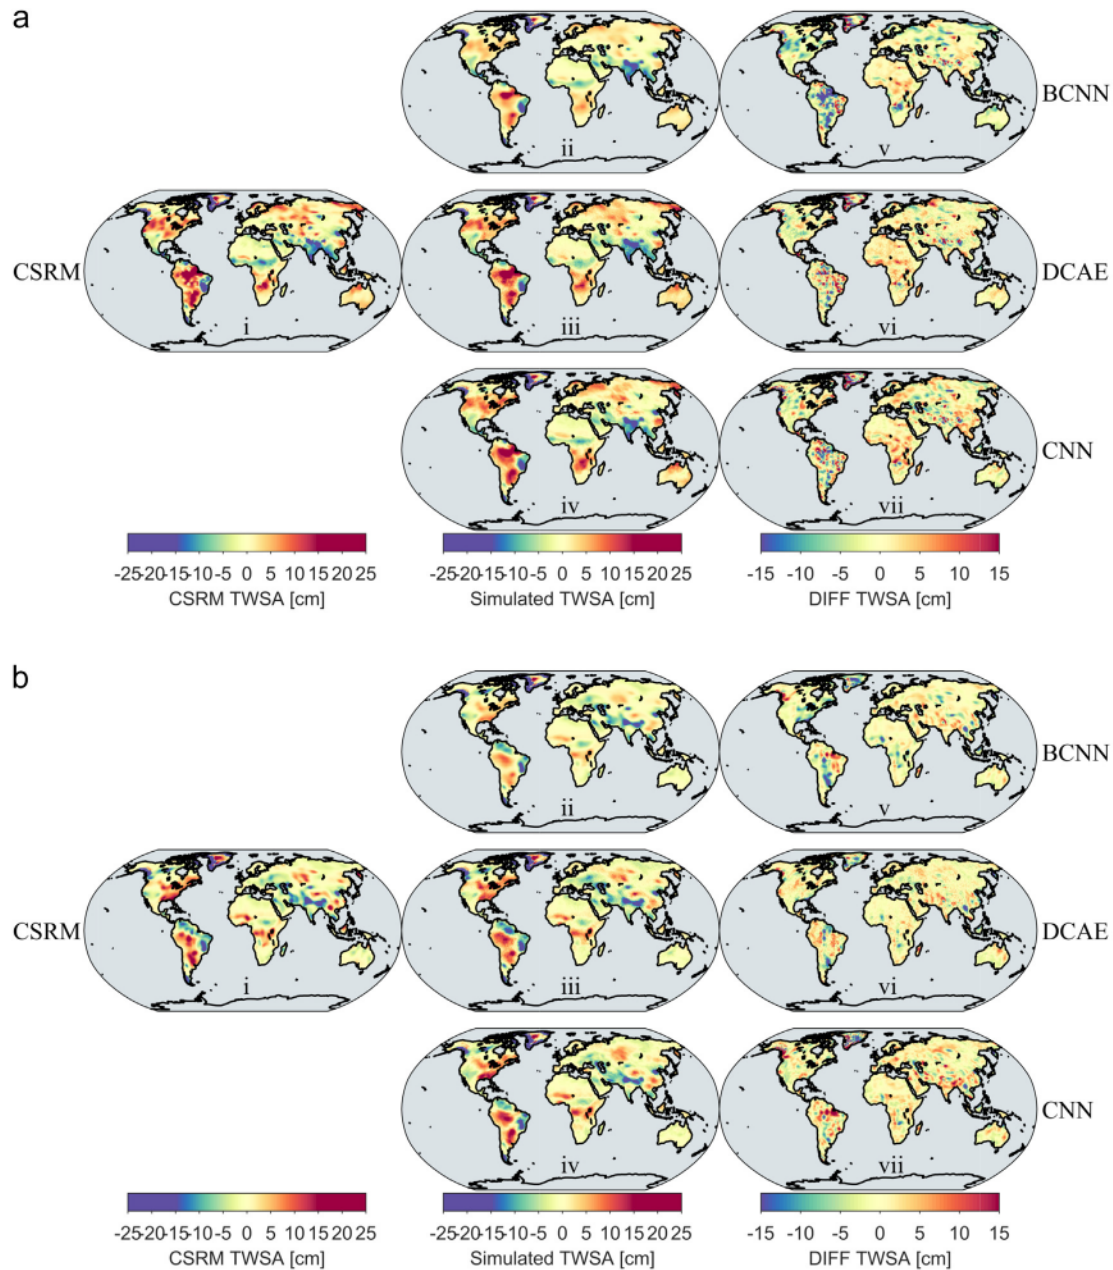 a
BCNN
ii
v
CSRM
DCAE
i
iii
vi
CNN
iv
vii
-25 -20 -15 -10 -5 0 5 10 15 20 25
-25 -20 -15 -10 -5 0 5 10 15 20 25
-15 -10 -5 0 5 10 15
CSRM TWSA [cm]
Simulated TWSA [cm]
DIFF TWSA [cm]
b
BCNN
ii
v
CSRM
DCAE
i
iii
vi
CNN
iv
vii
-25 -20 -15 -10 -5 0 5 10 15 20 25
-25 -20 -15 -10 -5 0 5 10 15 20 25
-15 -10 -5 0 5 10 15
CSRM TWSA [cm]
Simulated TWSA [cm]
DIFF TWSA [cm]